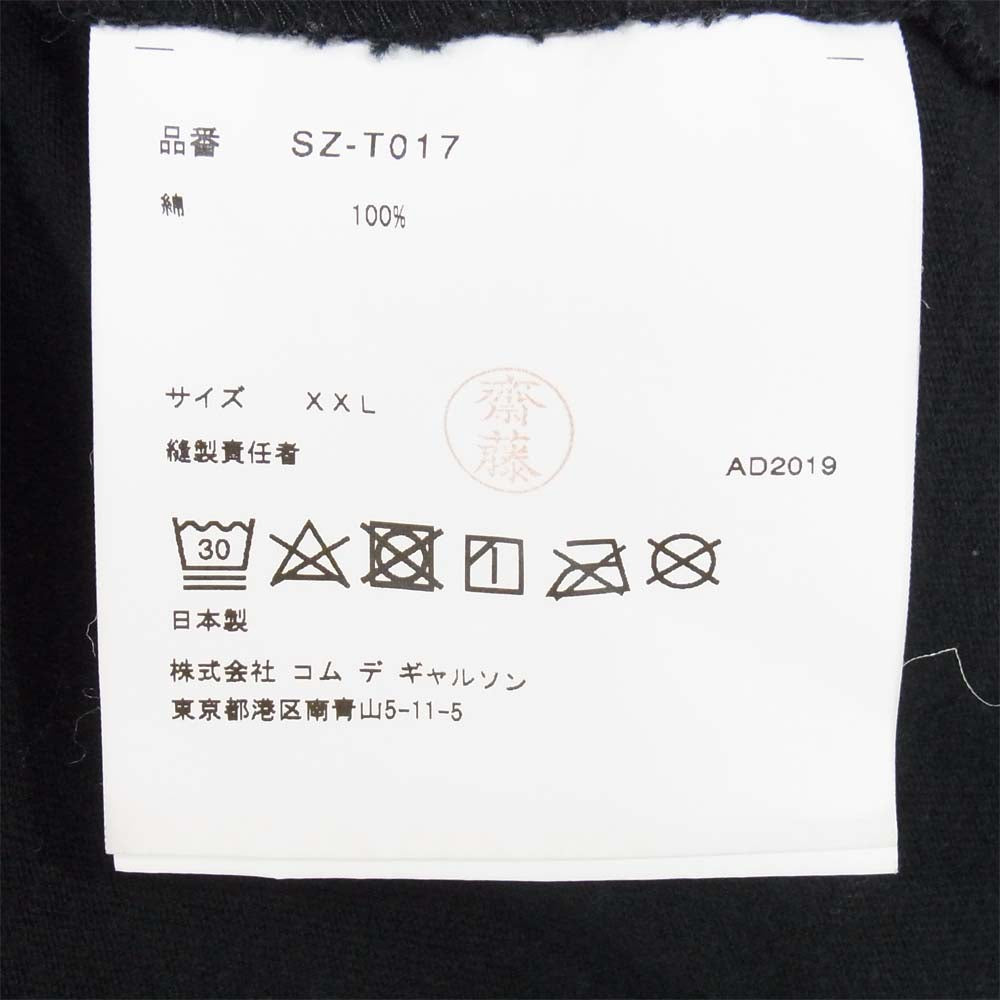 品番 SZ-T017
綿 100%
サイズ XXL
齋藤
縫製責任者
AD2019
30
日本製
株式会社 コム デ ギャルソン
東京都港区南青山5-11-5